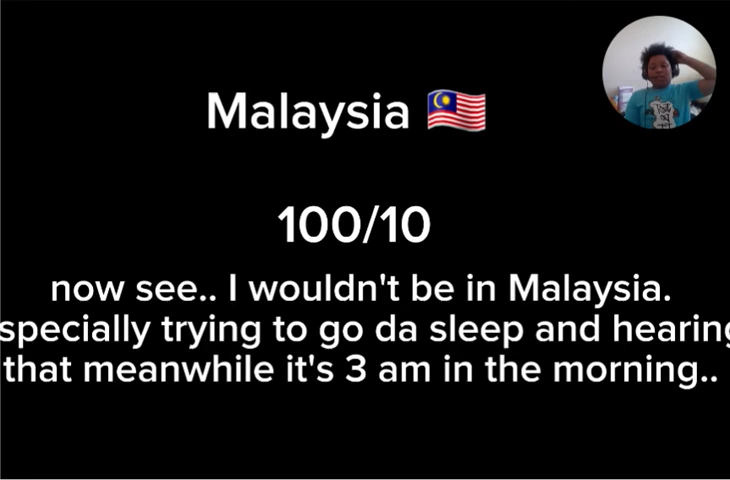 Malaysia 🇲🇾
100/10
now see.. I wouldn't be in Malaysia.
specially trying to go da sleep and hearing
that meanwhile it's 3 am in the morning..